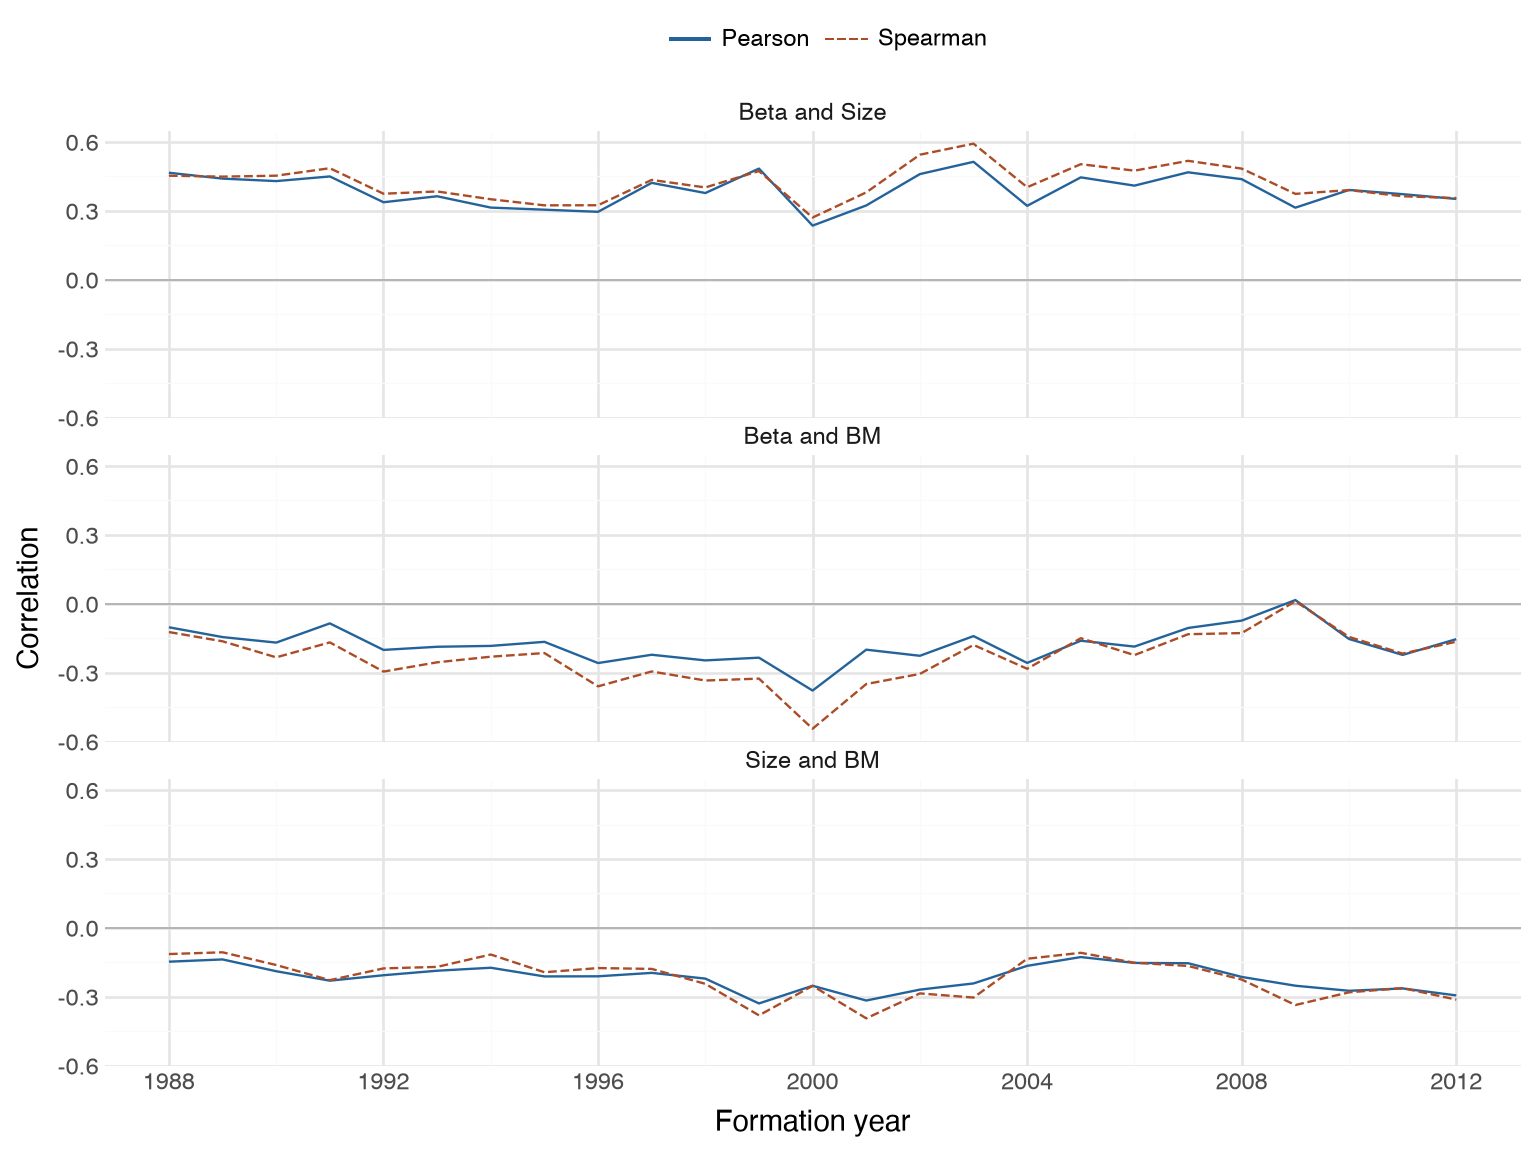 Pearson Spearman
Beta and Size
0.6
0.3
0.0
-0.3
-0.6
Beta and BM
0.6
0.3
0.0
-0.3
-0.6
Size and BM
0.6
0.3
0.0
-0.3
-0.6
1988 1992 1996 2000 2004 2008 2012
Formation year
Correlation